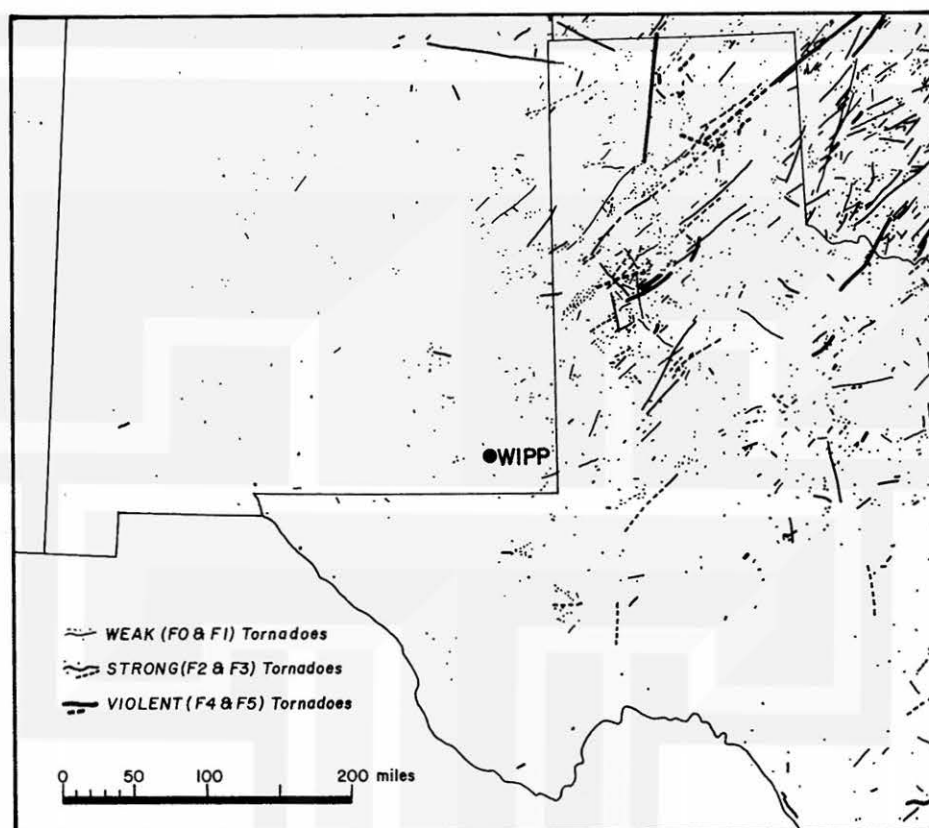 WIPP
WEAK (F0 & F1) Tornadoes
STRONG (F2 & F3) Tornadoes
VIOLENT (F4 & F5) Tornadoes
0 50 100 200 miles